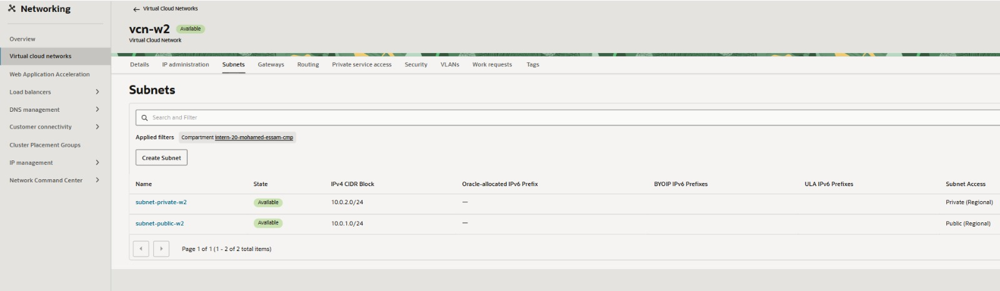 Networking
Overview
Virtual cloud networks
Web Application Acceleration
Load balancers
DNS management
Customer connectivity
Cluster Placement Groups
IP management
Network Command Center
← Virtual Cloud Networks
vcn-w2 Available
Virtual Cloud Network
Details IP administration Subnets Gateways Routing Private service access Security VLANs Work requests Tags
Subnets
Search and Filter
Applied filters Compartment intern-20-mohamed-essam-cmp
Create Subnet
Name State IPv4 CIDR Block Oracle-allocated IPv6 Prefix BYOIP IPv6 Prefixes ULA IPv6 Prefixes Subnet Access
subnet-private-w2 Available 10.0.2.0/24 — Private (Regional)
subnet-public-w2 Available 10.0.1.0/24 — Public (Regional)
Page 1 of 1 (1 - 2 of 2 total items)